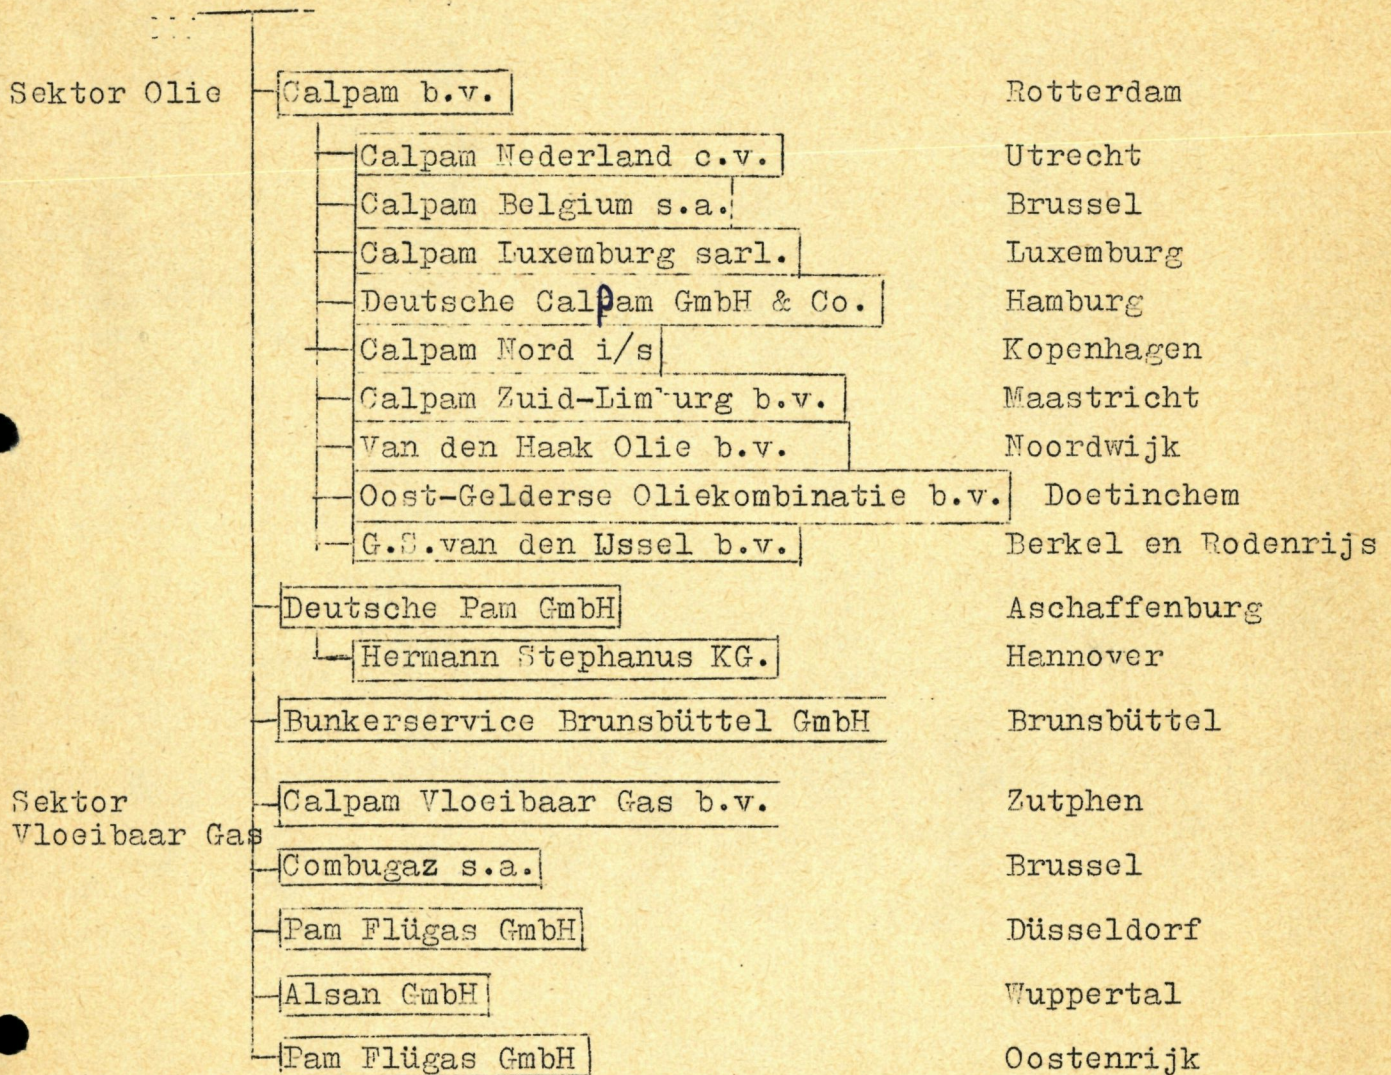 Sektor Olie Calpam b.v. Rotterdam
Calpam Nederland c.v. Utrecht
Calpam Belgium s.a. Brussel
Calpam Luxemburg sarl. Luxemburg
Deutsche Calpam GmbH & Co. Hamburg
Calpam Nord i/s Kopenhagen
Calpam Zuid-Limburg b.v. Maastricht
Van den Haak Olie b.v. Noordwijk
Oost-Gelderse Oliekombinatie b.v. Doetinchem
G.S.van den IJssel b.v. Berkel en Rodenrijs
Deutsche Pam GmbH Aschaffenburg
Hermann Stephanus KG. Hannover
Bunkerservice Brunsbüttel GmbH Brunsbüttel
Sektor Calpam Vloeibaar Gas b.v. Zutphen
Vloeibaar Gas
Combugaz s.a. Brussel
Pam Flügas GmbH Düsseldorf
Alsan GmbH Wuppertal
Pam Flügas GmbH Oostenrijk